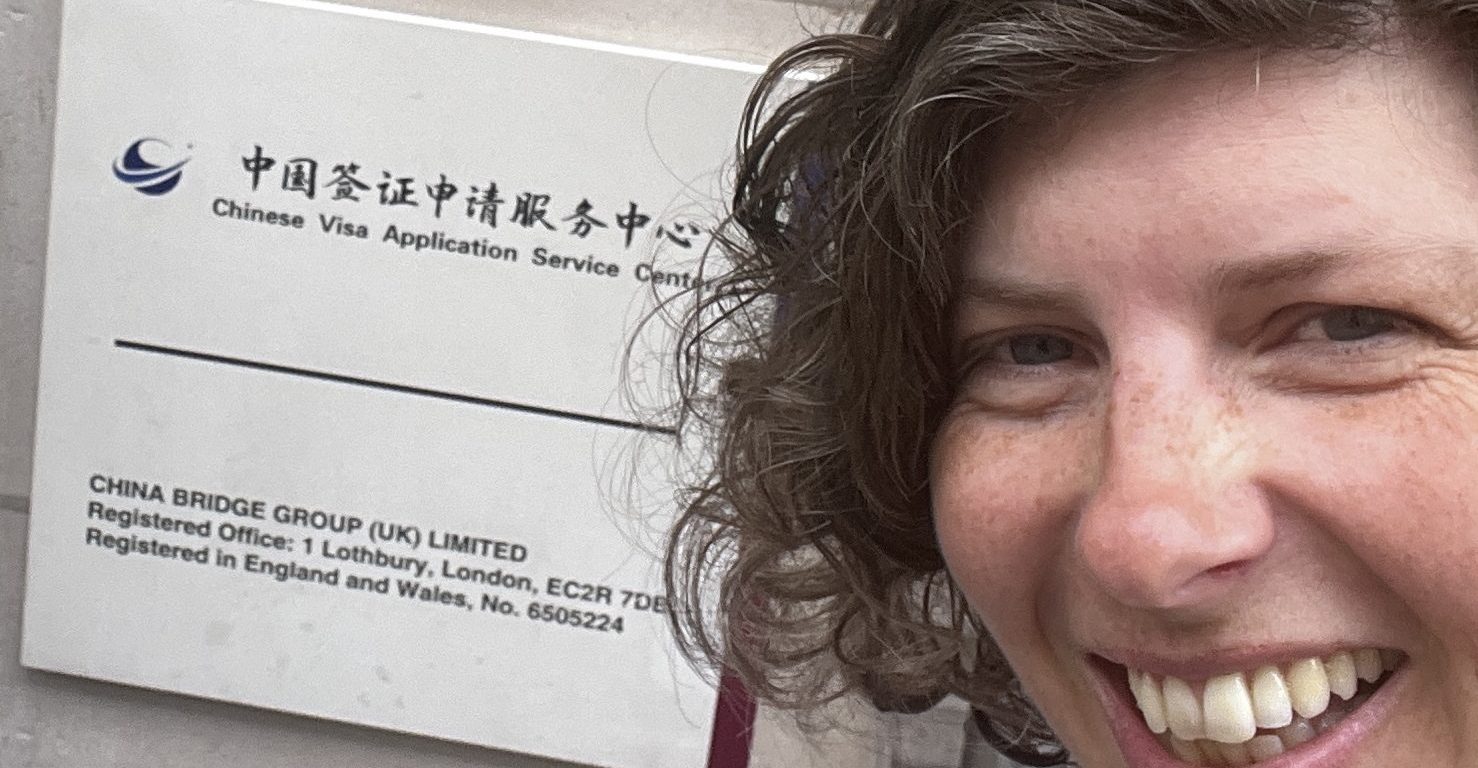 中国签证申请服务中心
Chinese Visa Application Service
CHINA BRIDGE GROUP (UK) LIMITED
Registered Office: 1 Lothbury, London, EC2R 7DE
Registered in England and Wales, No. 6505224